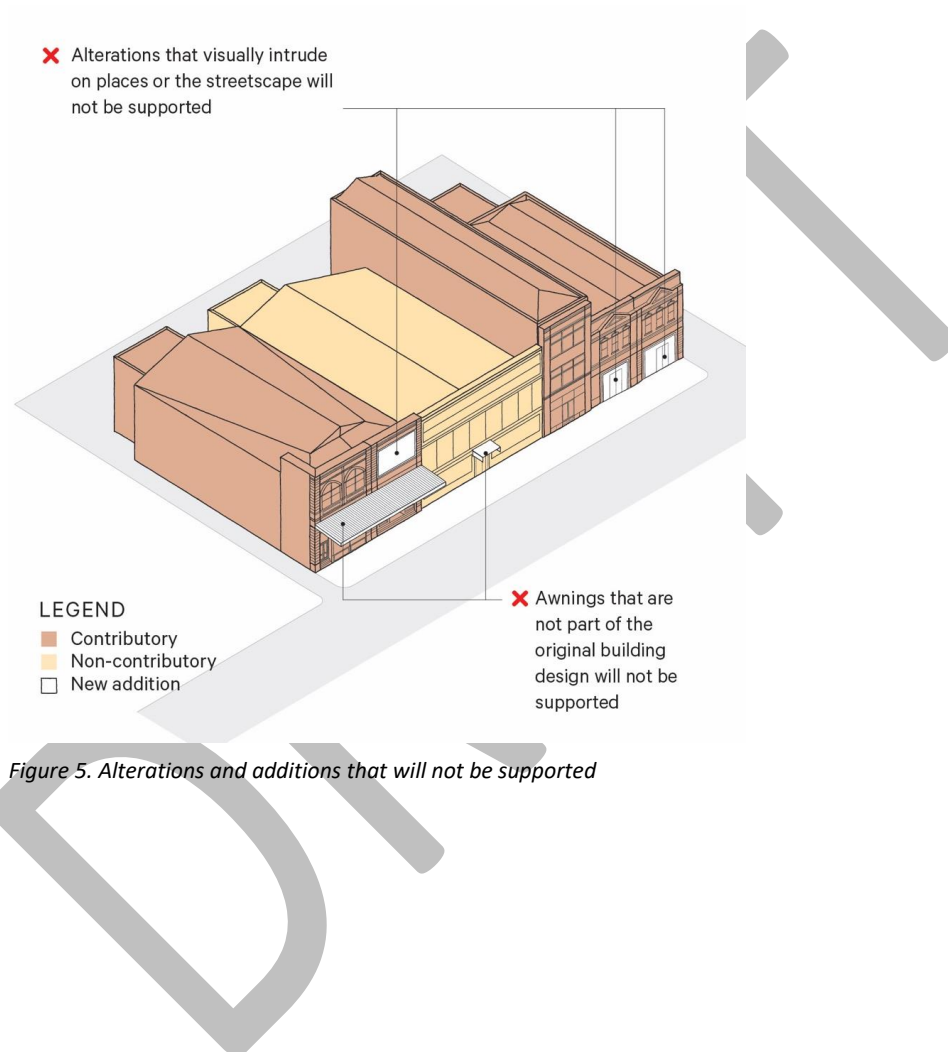 Alterations that visually intrude
on places or the streetscape will
not be supported
LEGEND
Contributory
Non-contributory
New addition
Awnings that are
not part of the
original building
design will not be
supported
Figure 5. Alterations and additions that will not be supported